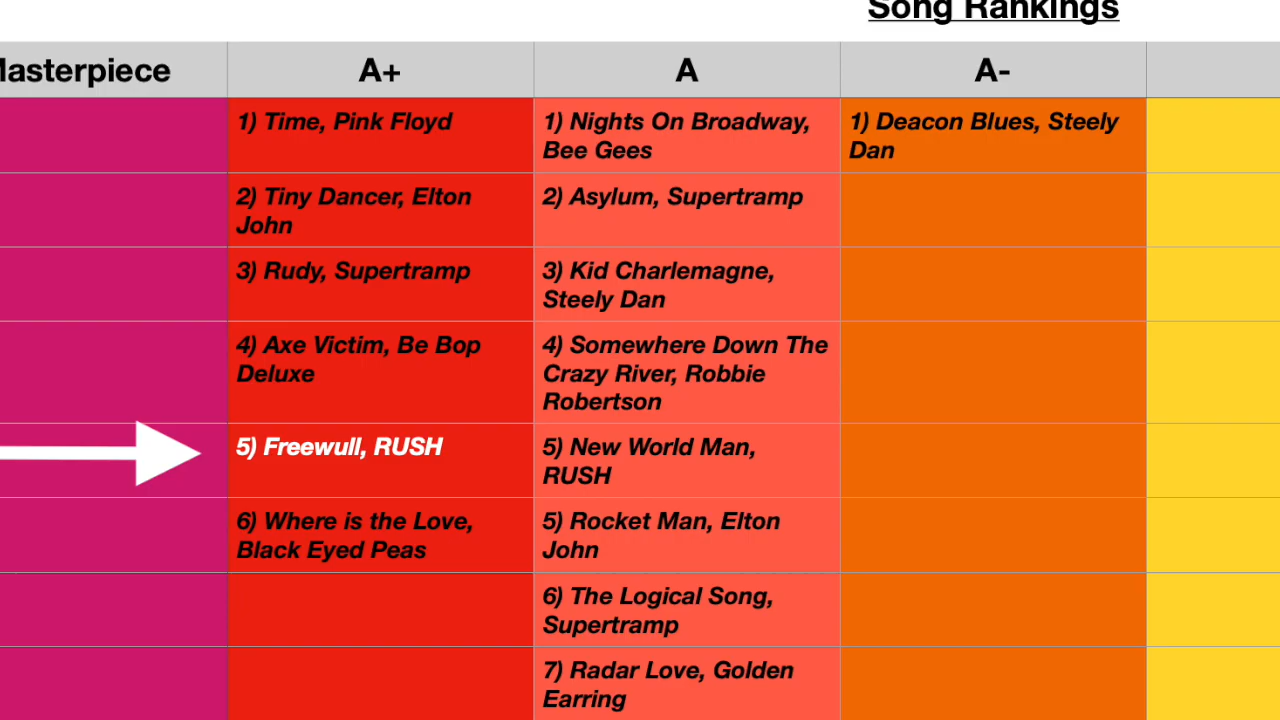 Song Rankings
Masterpiece
A+
A
A-
1) Time, Pink Floyd
1) Nights On Broadway,
Bee Gees
1) Deacon Blues, Steely
Dan
2) Tiny Dancer, Elton
John
2) Asylum, Supertramp
3) Rudy, Supertramp
3) Kid Charlemagne,
Steely Dan
4) Axe Victim, Be Bop
Deluxe
4) Somewhere Down The
Crazy River, Robbie
Robertson
5) Freewull, RUSH
5) New World Man,
RUSH
6) Where is the Love,
Black Eyed Peas
5) Rocket Man, Elton
John
6) The Logical Song,
Supertramp
7) Radar Love, Golden
Earring